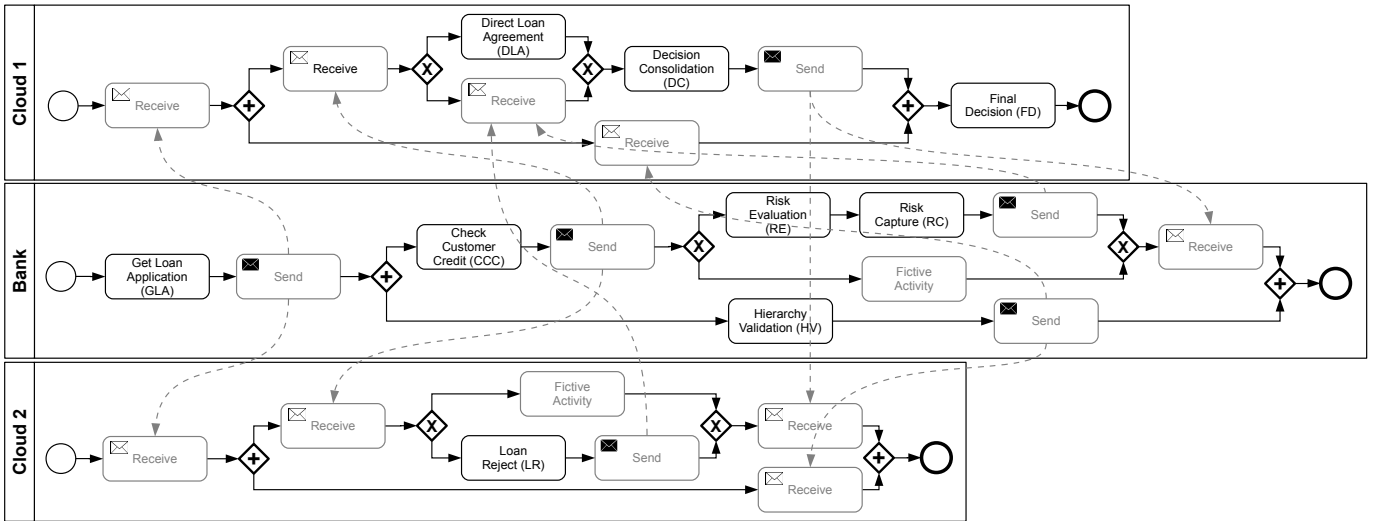 Cloud 1
Receive
Receive
X
Direct Loan
Agreement
(DLA)
Receive
X
Decision
Consolidation
(DC)
Send
Receive
Final
Decision (FD)
Bank
Get Loan
Application
(GLA)
Send
Check
Customer
Credit (CCC)
Send
X
Risk
Evaluation
(RE)
Risk
Capture (RC)
Send
Fictive
Activity
X
Receive
Hierarchy
Validation (HV)
Send
Cloud 2
Receive
Receive
X
Fictive
Activity
Loan
Reject (LR)
Send
X
Receive
Receive